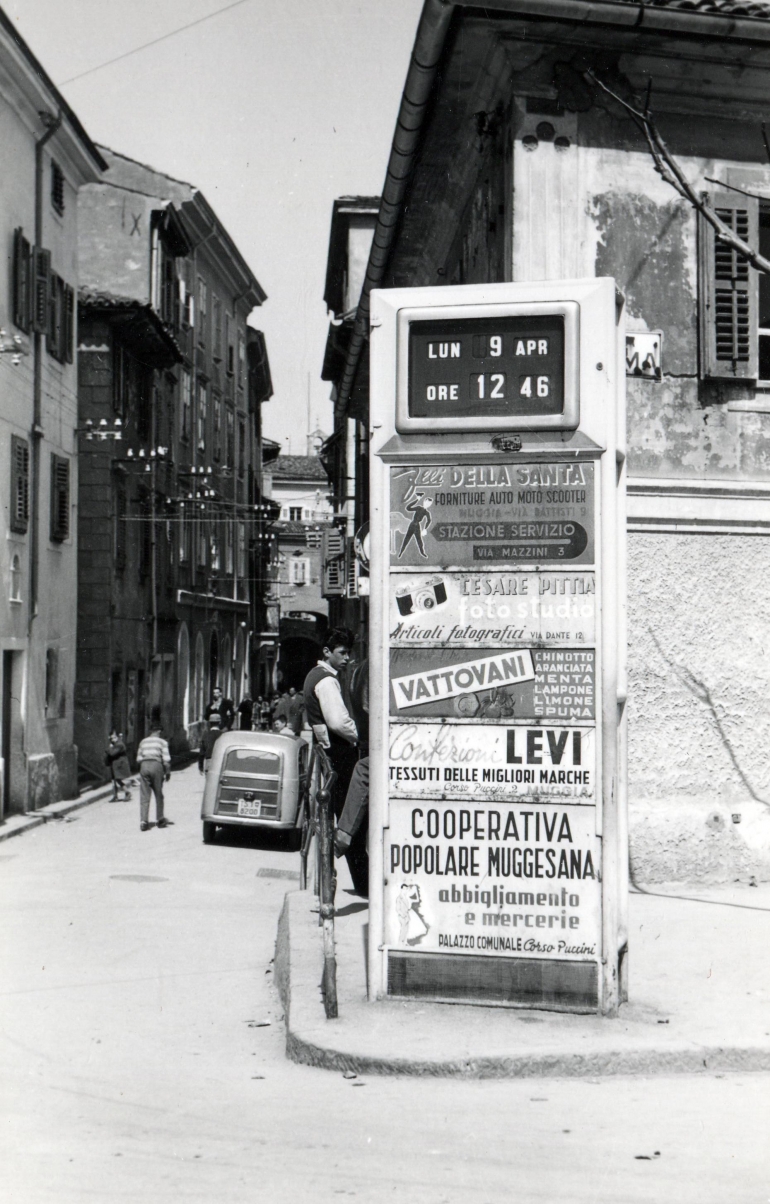 LUN 9 APR
ORE 12 46
F.lli DELLA SANTA
FORNITURE AUTO MOTO SCOOTER
MUGGIA - VIA BATTISTI 9
STAZIONE SERVIZIO
VIA MAZZINI 3
CESARE PITTIA
foto studio
Articoli fotografici VIA DANTE 12
VATTOVANI
CHINOTTO
ARANCIATA
MENTA
LAMPONE
LIMONE
SPUMA
Confezioni LEVI
TESSUTI DELLE MIGLIORI MARCHE
Corso Puccini 2 MUGGIA
COOPERATIVA
POPOLARE MUGGESANA
abbigliamento
e mercerie
PALAZZO COMUNALE Corso Puccini